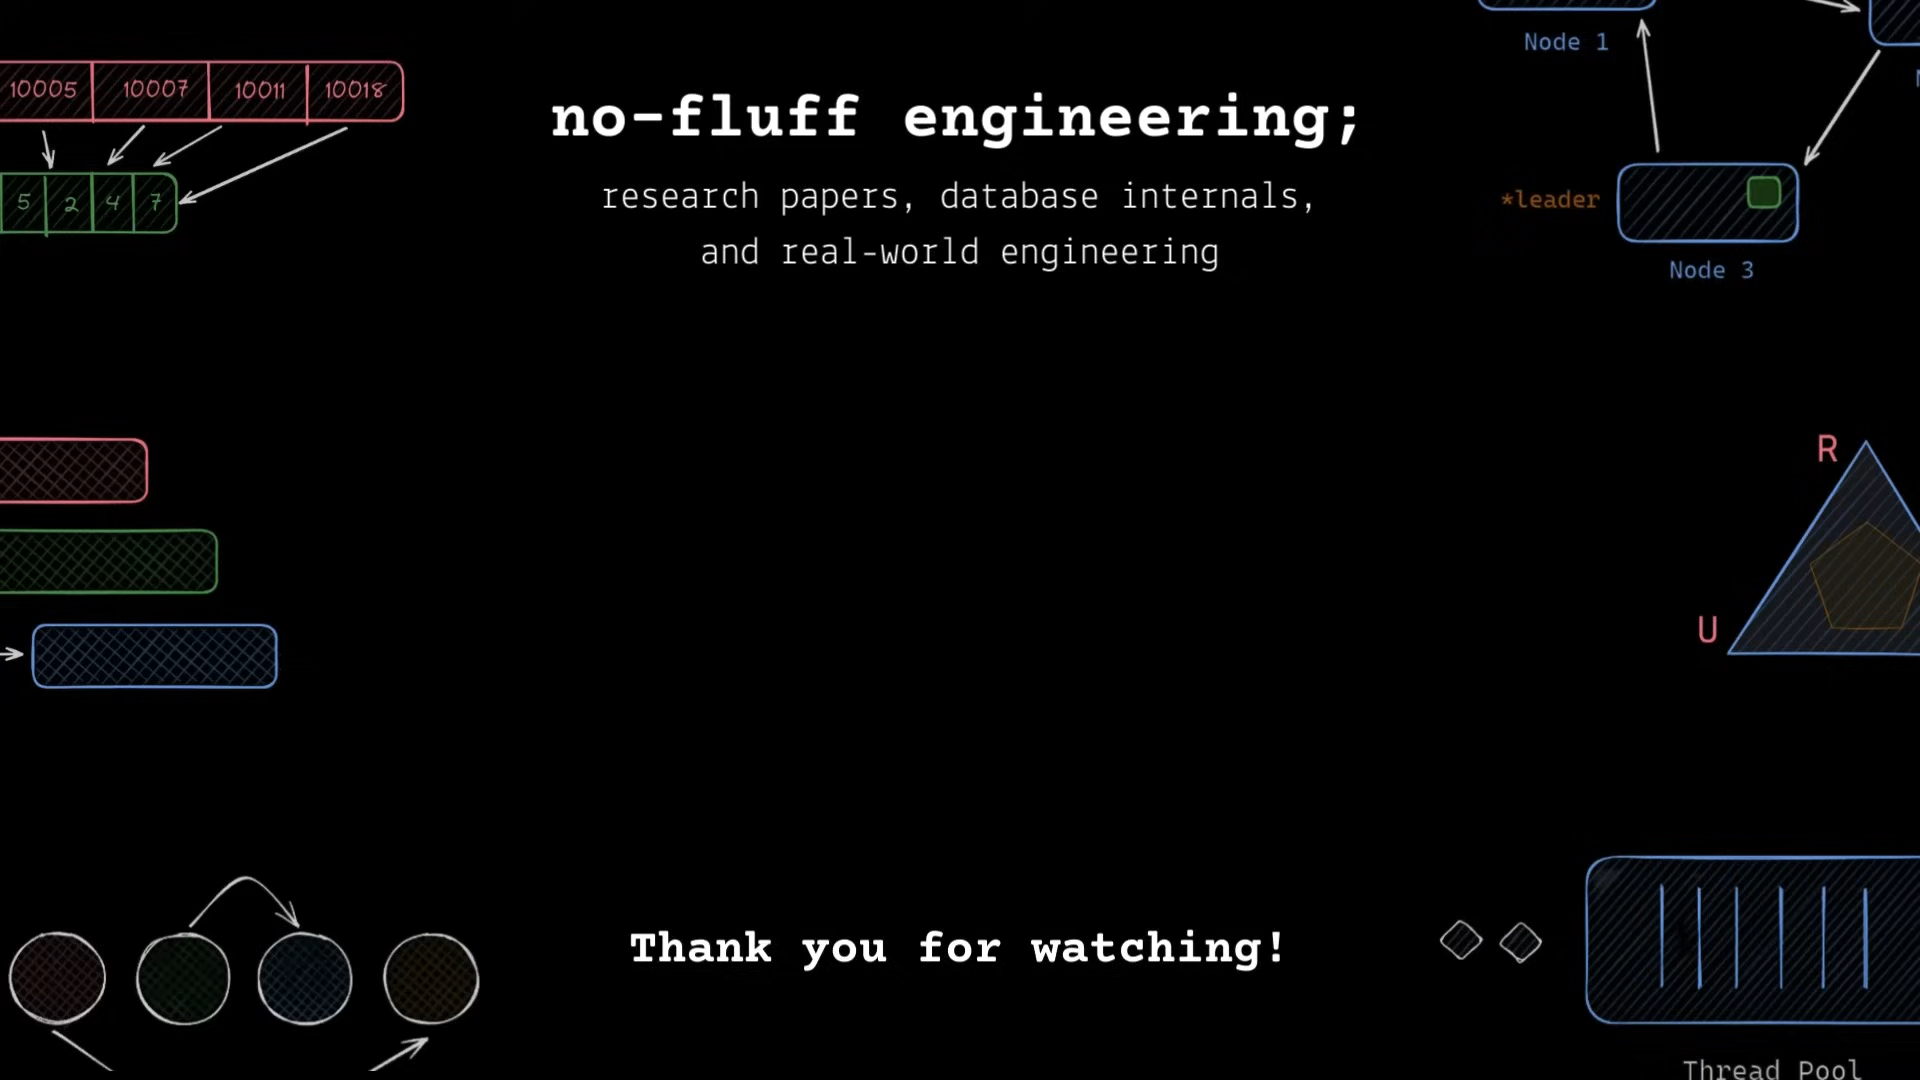 Node 1
10005 10007 10011 10018
no-fluff engineering;
research papers, database internals,
and real-world engineering
5 2 4 7
*leader
Node 3
R
U
Thank you for watching!
Thread Pool